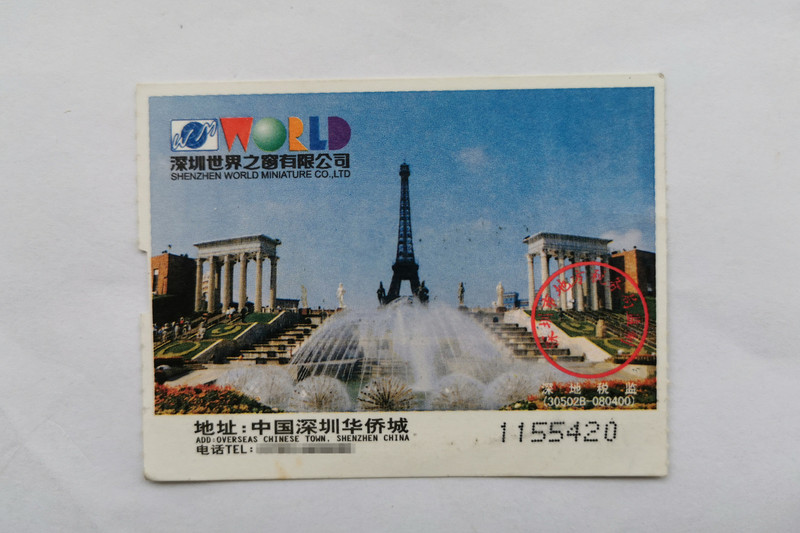 WORLD
深圳世界之窗有限公司
SHENZHEN WORLD MINIATURE CO.,LTD
深地税监
(30502B-080400)
地址:中国深圳华侨城
ADD:OVERSEAS CHINESE TOWN, SHENZHEN CHINA
电话TEL:
1155420